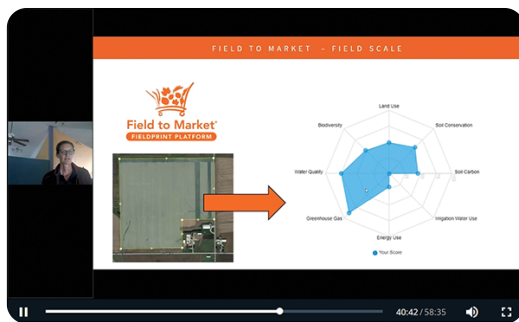 FIELD TO MARKET - FIELD SCALE
Field to Market®
FIELDPRINT PLATFORM
Land Use
Biodiversity
Soil Conservation
Water Quality
Soil Carbon
Greenhouse Gas
Irrigation Water Use
Energy Use
Your Score
40:42 / 58:35